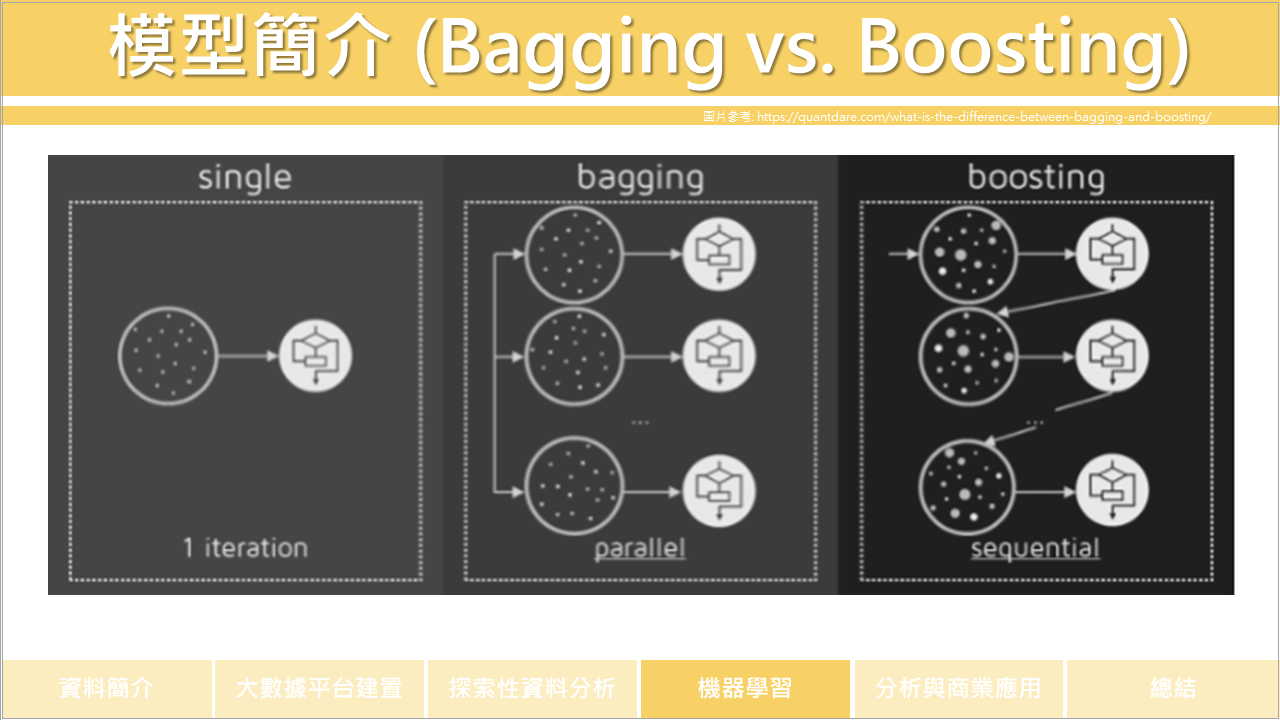 模型簡介 (Bagging vs. Boosting)
圖片參考: https://quantdare.com/what-is-the-difference-between-bagging-and-boosting/
single
bagging
boosting
...
...
1 iteration
parallel
sequential
資料簡介
大數據平台建置
探索性資料分析
機器學習
分析與商業應用
總結